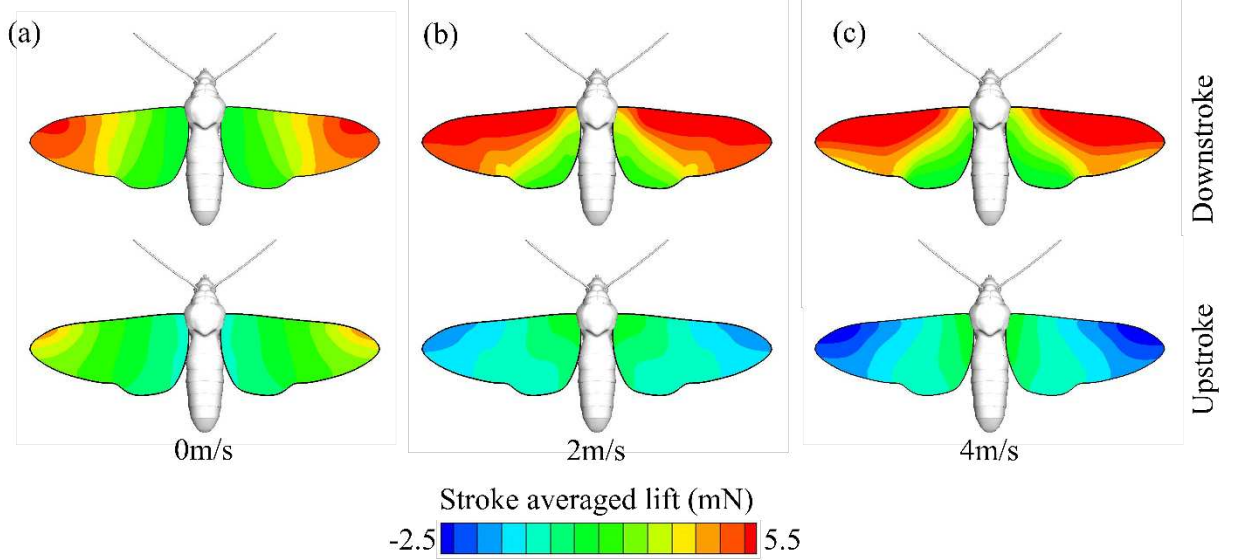 (a)
(b)
(c)
Downstroke
Upstroke
0m/s
2m/s
4m/s
Stroke averaged lift (mN)
-2.5
5.5